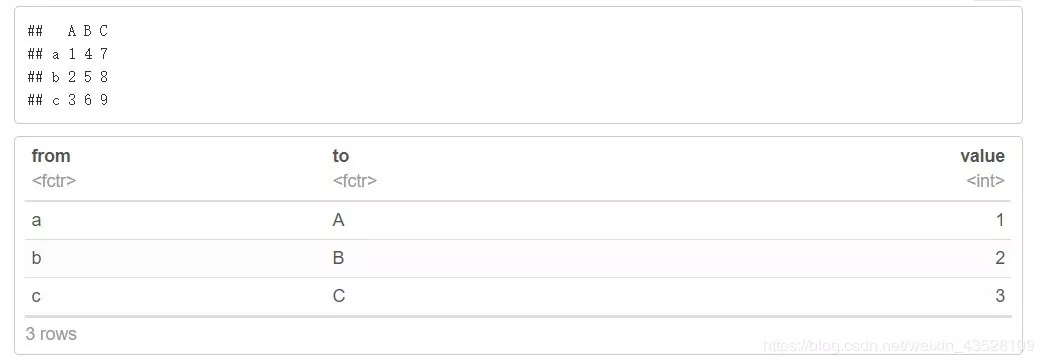 ##   A B C
## a 1 4 7
## b 2 5 8
## c 3 6 9
from to value
<fctr> <fctr> <int>
a A 1
b B 2
c C 3
3 rows
https://blog.csdn.net/weixin_43528109